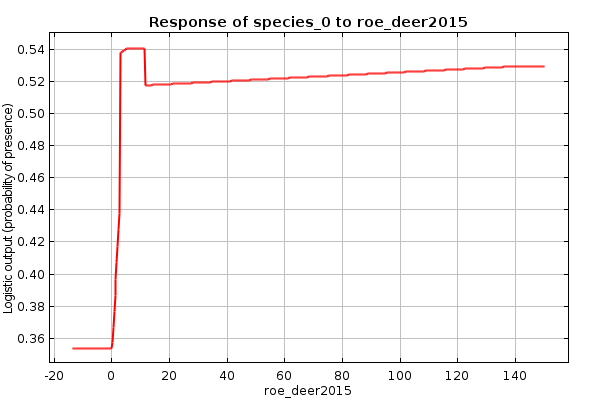 Response of species_0 to roe_deer2015
Logistic output (probability of presence)
0.54
0.52
0.50
0.48
0.46
0.44
0.42
0.40
0.38
0.36
-20 0 20 40 60 80 100 120 140
roe_deer2015